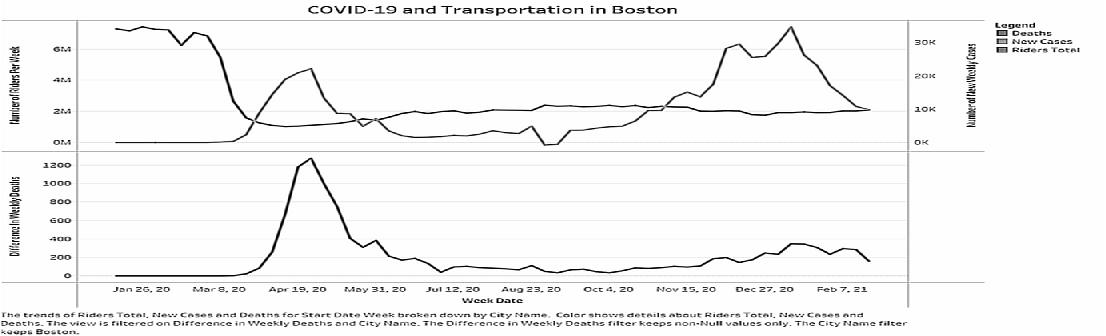 COVID-19 and Transportation in Boston
Legend
Deaths
New Cases
Riders Total
Number of Riders Per Week
6M
4M
2M
0M
Number of New Weekly Cases
30K
20K
10K
0K
Difference in Weekly Deaths
1200
1000
800
600
400
200
0
Jan 26, 20 Mar 8, 20 Apr 19, 20 May 31, 20 Jul 12, 20 Aug 23, 20 Oct 4, 20 Nov 15, 20 Dec 27, 20 Feb 7, 21
Week Date
The trends of Riders Total, New Cases and Deaths for Start Date Week broken down by City Name. Color shows details about Riders Total, New Cases and
Deaths. The view is filtered on Difference in Weekly Deaths and City Name. The Difference in Weekly Deaths filter keeps non-Null values only. The City Name filter
keeps Boston.